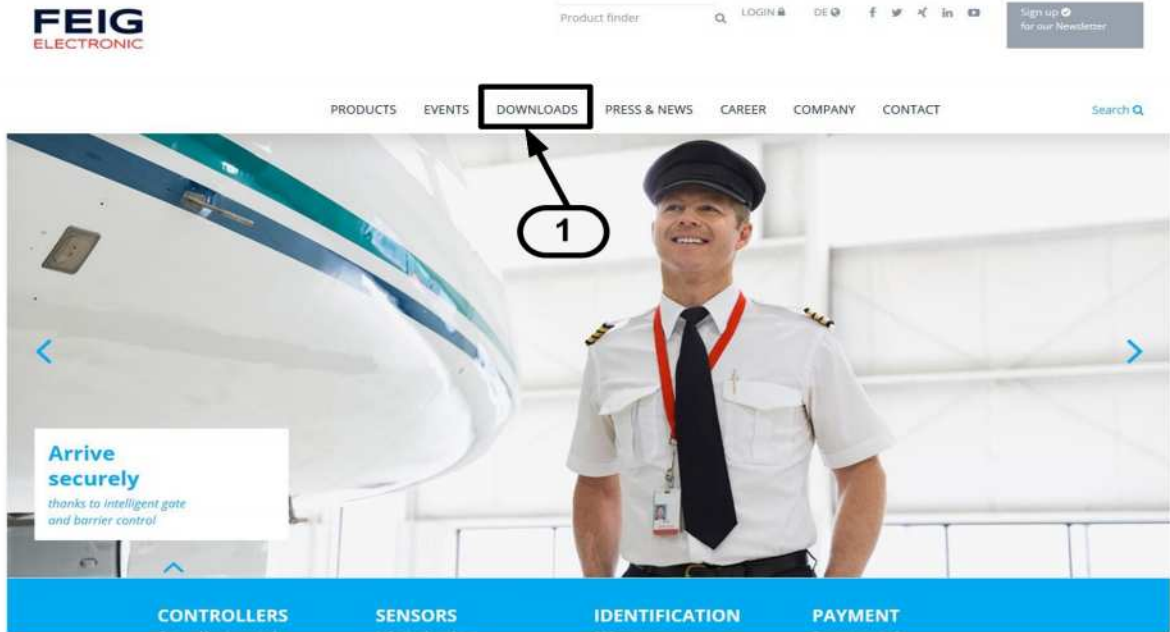 FEIG
ELECTRONIC
Product finder
LOGIN
DE
Sign up
for our Newsletter
PRODUCTS EVENTS DOWNLOADS PRESS & NEWS CAREER COMPANY CONTACT Search
1
Arrive
securely
thanks to intelligent gate
and barrier control
CONTROLLERS SENSORS IDENTIFICATION PAYMENT